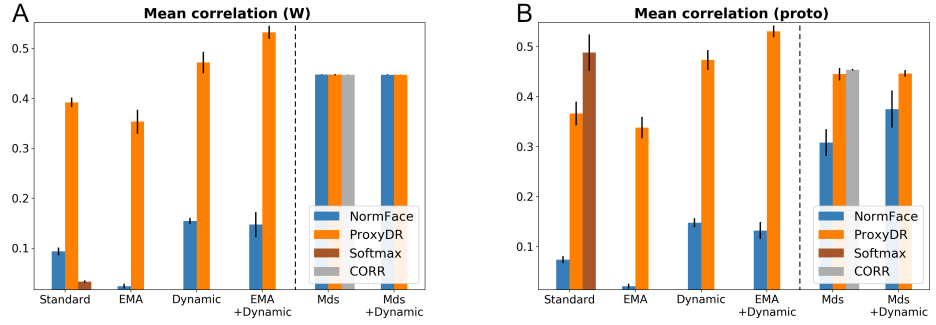 A
Mean correlation (W)
0.5
0.4
0.3
0.2
0.1
Standard
EMA
Dynamic
EMA
+Dynamic
Mds
Mds
+Dynamic
NormFace
ProxyDR
Softmax
CORR
B
Mean correlation (proto)
0.5
0.4
0.3
0.2
0.1
Standard
EMA
Dynamic
EMA
+Dynamic
Mds
Mds
+Dynamic
NormFace
ProxyDR
Softmax
CORR